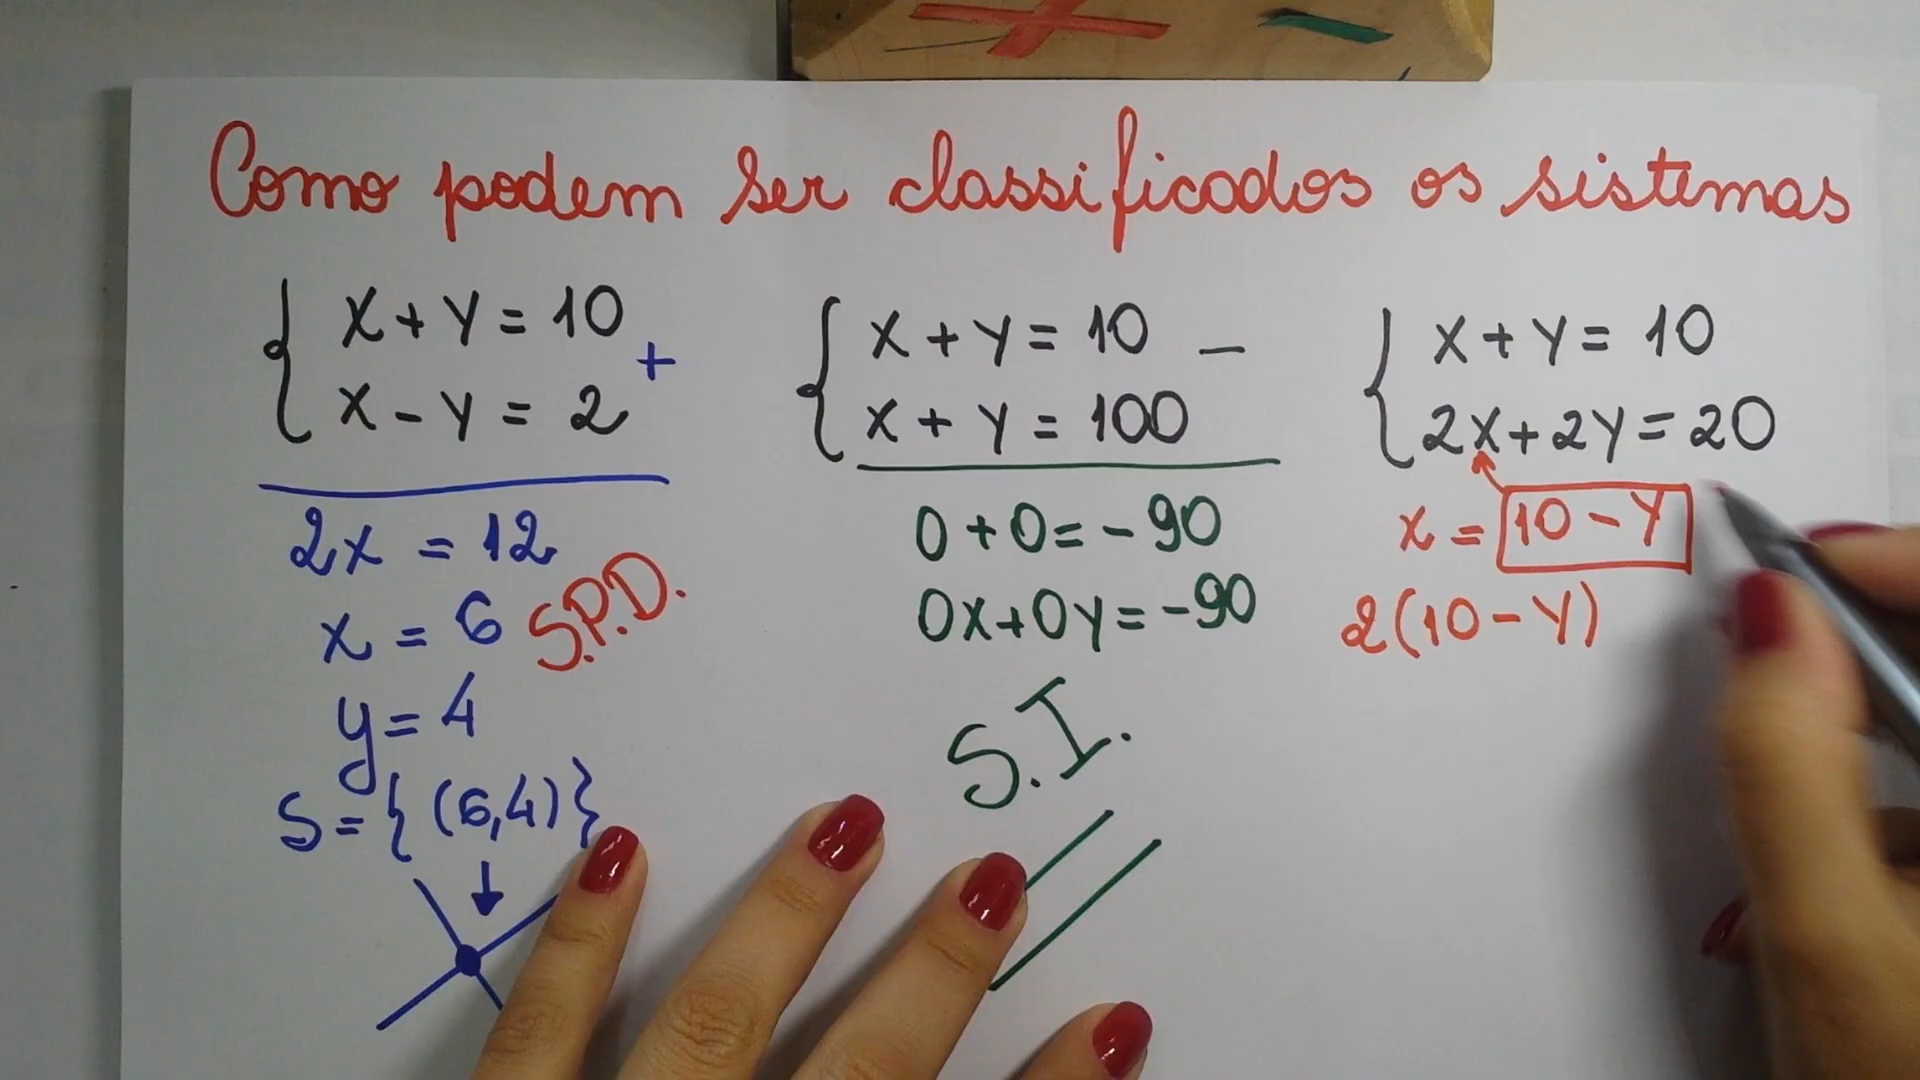 Como podem ser classificados os sistemas
x + y = 10
x - y = 2
+
2x = 12
x = 6
S.P.D.
y = 4
S = { (6,4) }
x + y = 10 -
x + y = 100
0 + 0 = - 90
0x + 0y = - 90
S.I.
x + y = 10
2x + 2y = 20
x = 10 - y
2(10 - y)